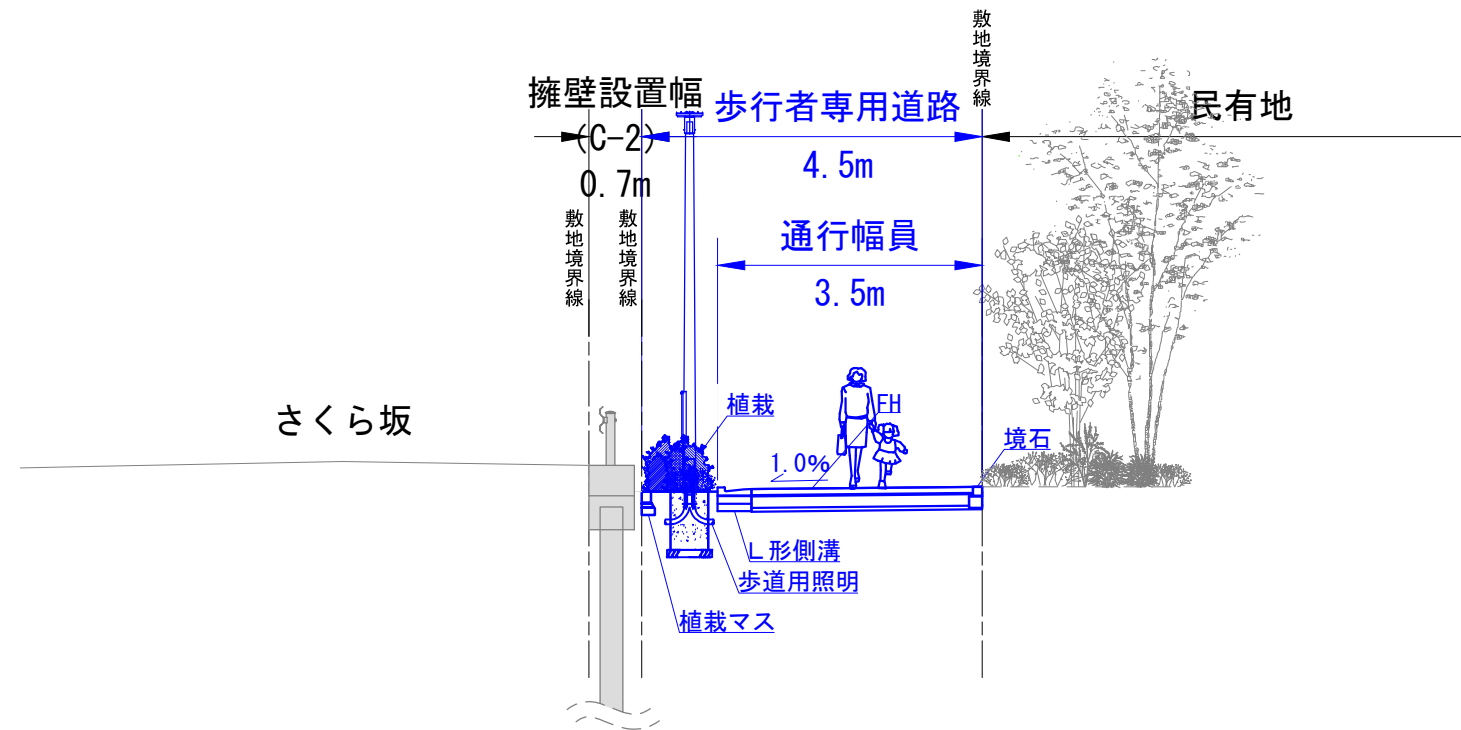 敷地境界線
擁壁設置幅
(C-2)
0.7m
歩行者専用道路
4.5m
民有地
敷地境界線
敷地境界線
通行幅員
3.5m
さくら坂
植栽
FH
1.0%
境石
L形側溝
歩道用照明
植栽マス